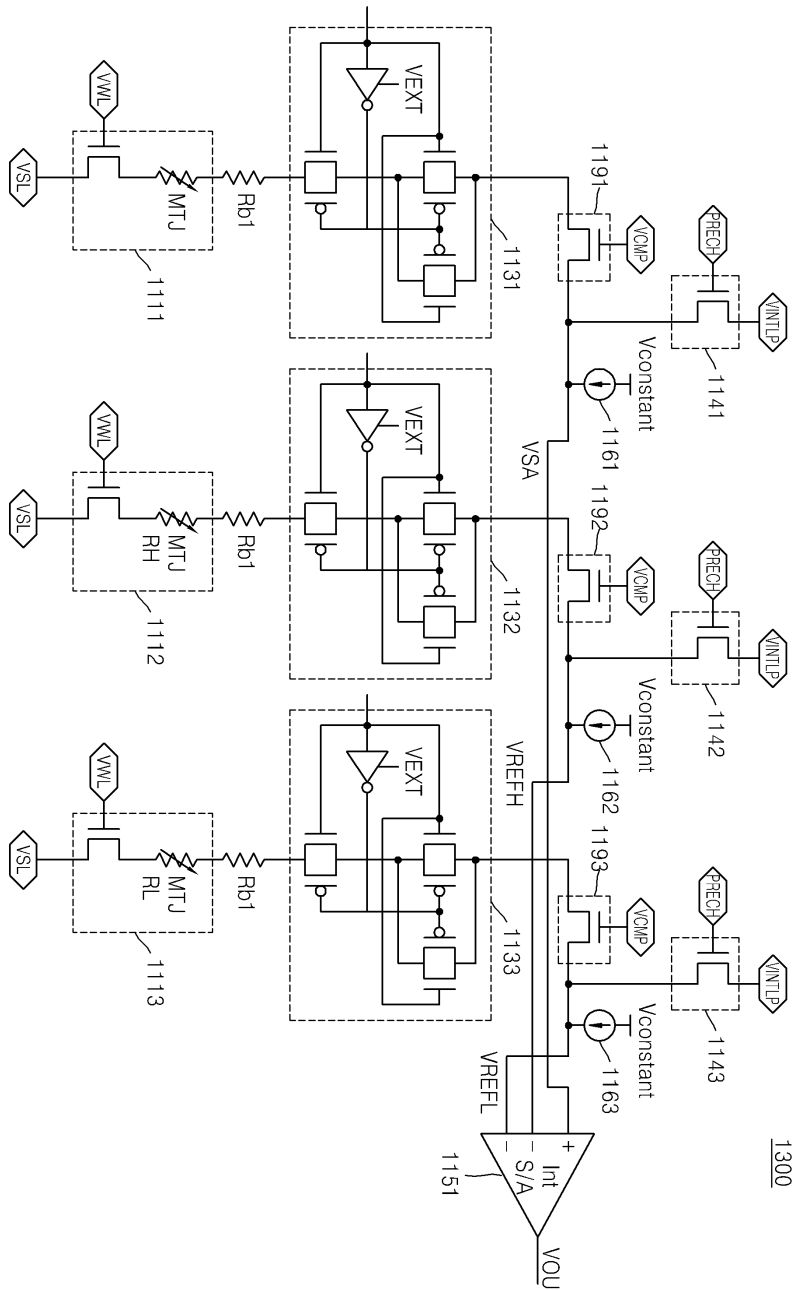 1300
VINTLP
PRECH
1141
Vconstant
1161
VCMP
1191
VSA
VEXT
1131
Rb1
MTJ
VWL
VSL
1111
VINTLP
PRECH
1142
Vconstant
1162
VCMP
1192
VREFH
VEXT
1132
Rb1
MTJ
RH
VWL
VSL
1112
VINTLP
PRECH
1143
Vconstant
1163
VCMP
1193
VREFL
VEXT
1133
Rb1
MTJ
RL
VWL
VSL
1113
+
−
−
Int
S/A
1151
VOU